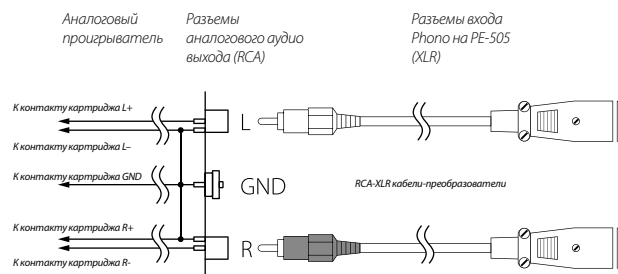 Аналоговый проигрыватель
Разъемы аналогового аудио выхода (RCA)
Разъемы входа Phono на PE-505 (XLR)
К контакту картриджа L+
L
К контакту картриджа L–
К контакту картриджа GND
GND
RCA-XLR кабели-преобразователи
К контакту картриджа R+
R
К контакту картриджа R-